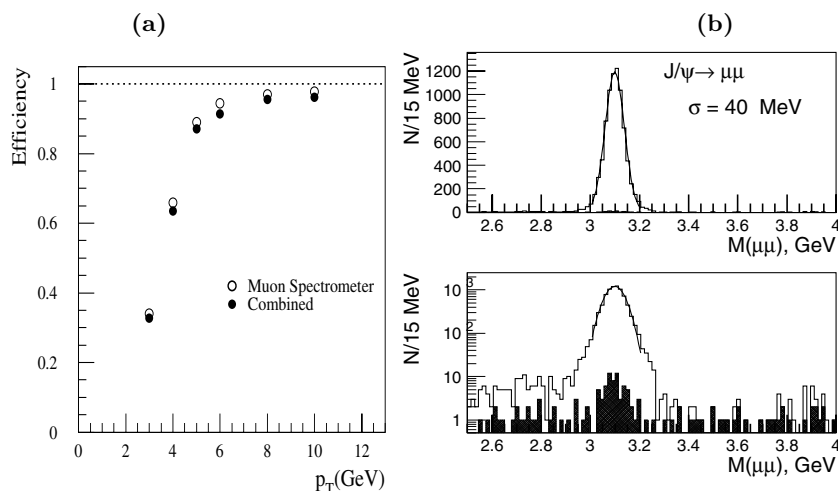 (a)
Efficiency
1
0.8
0.6
0.4
0.2
0
0 2 4 6 8 10 12
p_T(GeV)
Muon Spectrometer
Combined
(b)
N/15 MeV
1200
1000
800
600
400
200
0
J/ψ→ μμ
σ = 40 MeV
2.6 2.8 3 3.2 3.4 3.6 3.8 4
M(μμ), GeV
N/15 MeV
10^3
10^2
10
1
2.6 2.8 3 3.2 3.4 3.6 3.8 4
M(μμ), GeV